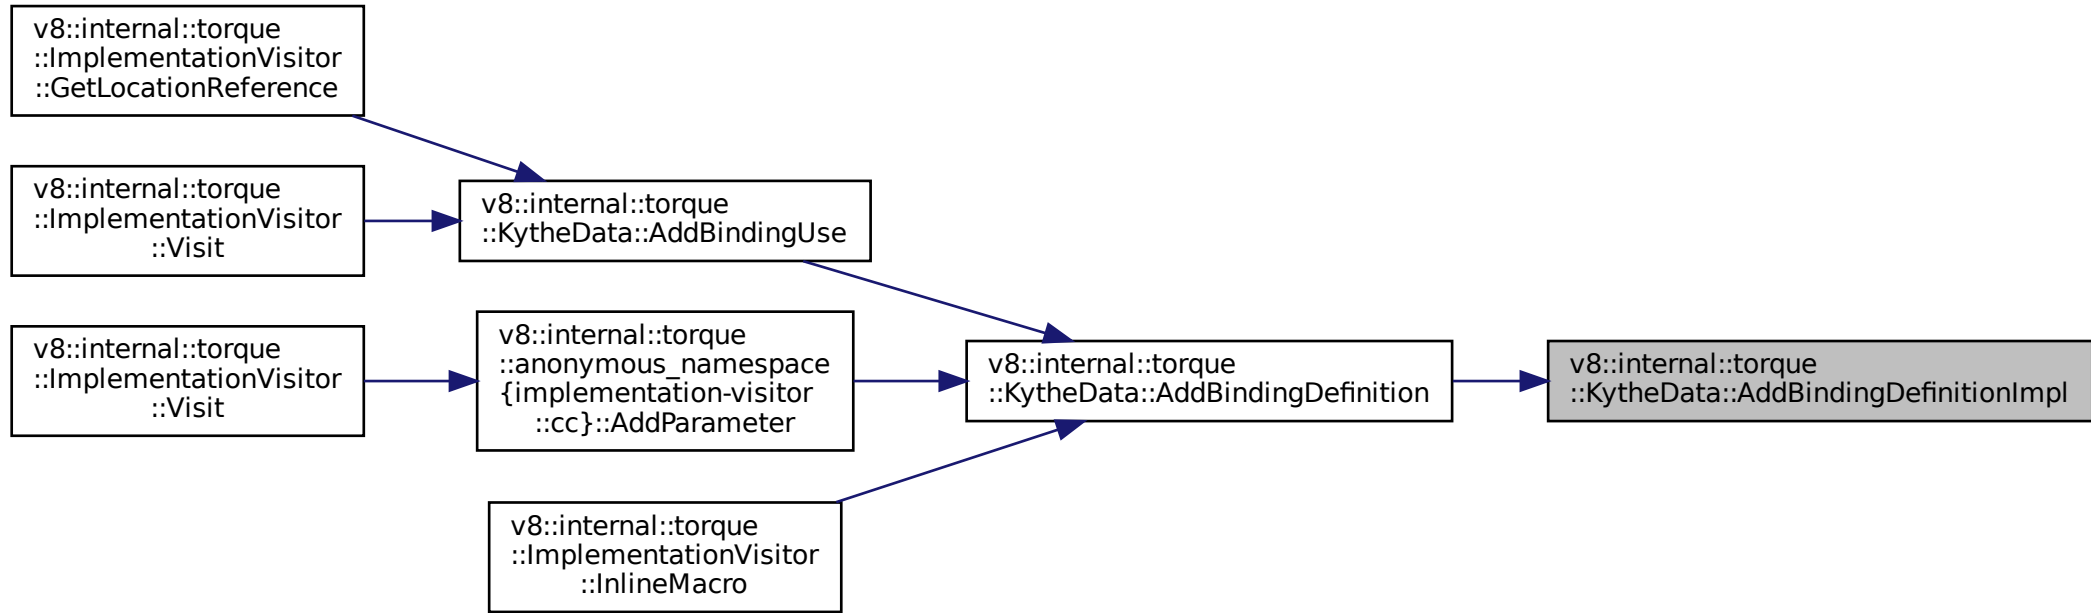 v8::internal::torque
::ImplementationVisitor
::GetLocationReference
v8::internal::torque
::ImplementationVisitor
::Visit
v8::internal::torque
::KytheData::AddBindingUse
v8::internal::torque
::ImplementationVisitor
::Visit
v8::internal::torque
::anonymous_namespace
{implementation-visitor
::cc}::AddParameter
v8::internal::torque
::ImplementationVisitor
::InlineMacro
v8::internal::torque
::KytheData::AddBindingDefinition
v8::internal::torque
::KytheData::AddBindingDefinitionImpl